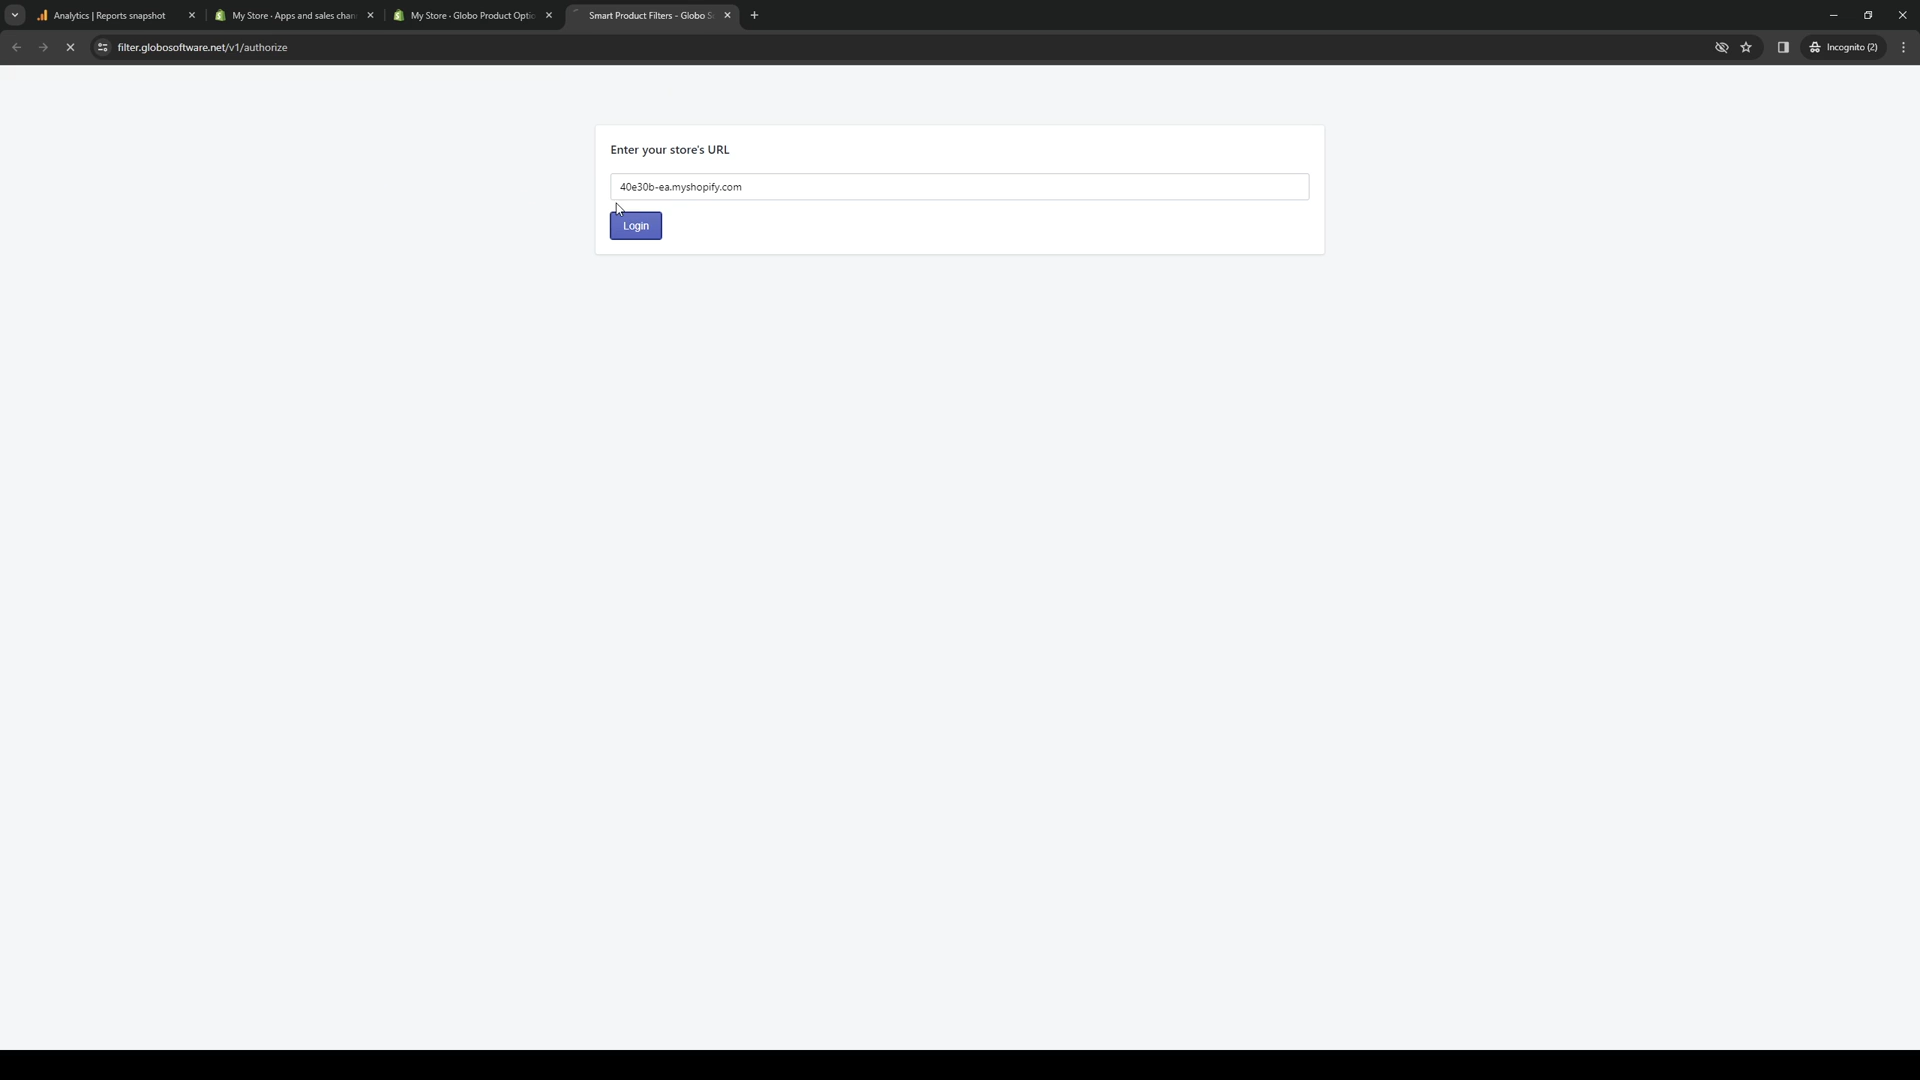 Analytics | Reports snapshot
My Store · Apps and sales chan
My Store · Globo Product Optio
Smart Product Filters - Globo S
filter.globosoftware.net/v1/authorize
Incognito (2)
Enter your store's URL
40e30b-ea.myshopify.com
Login